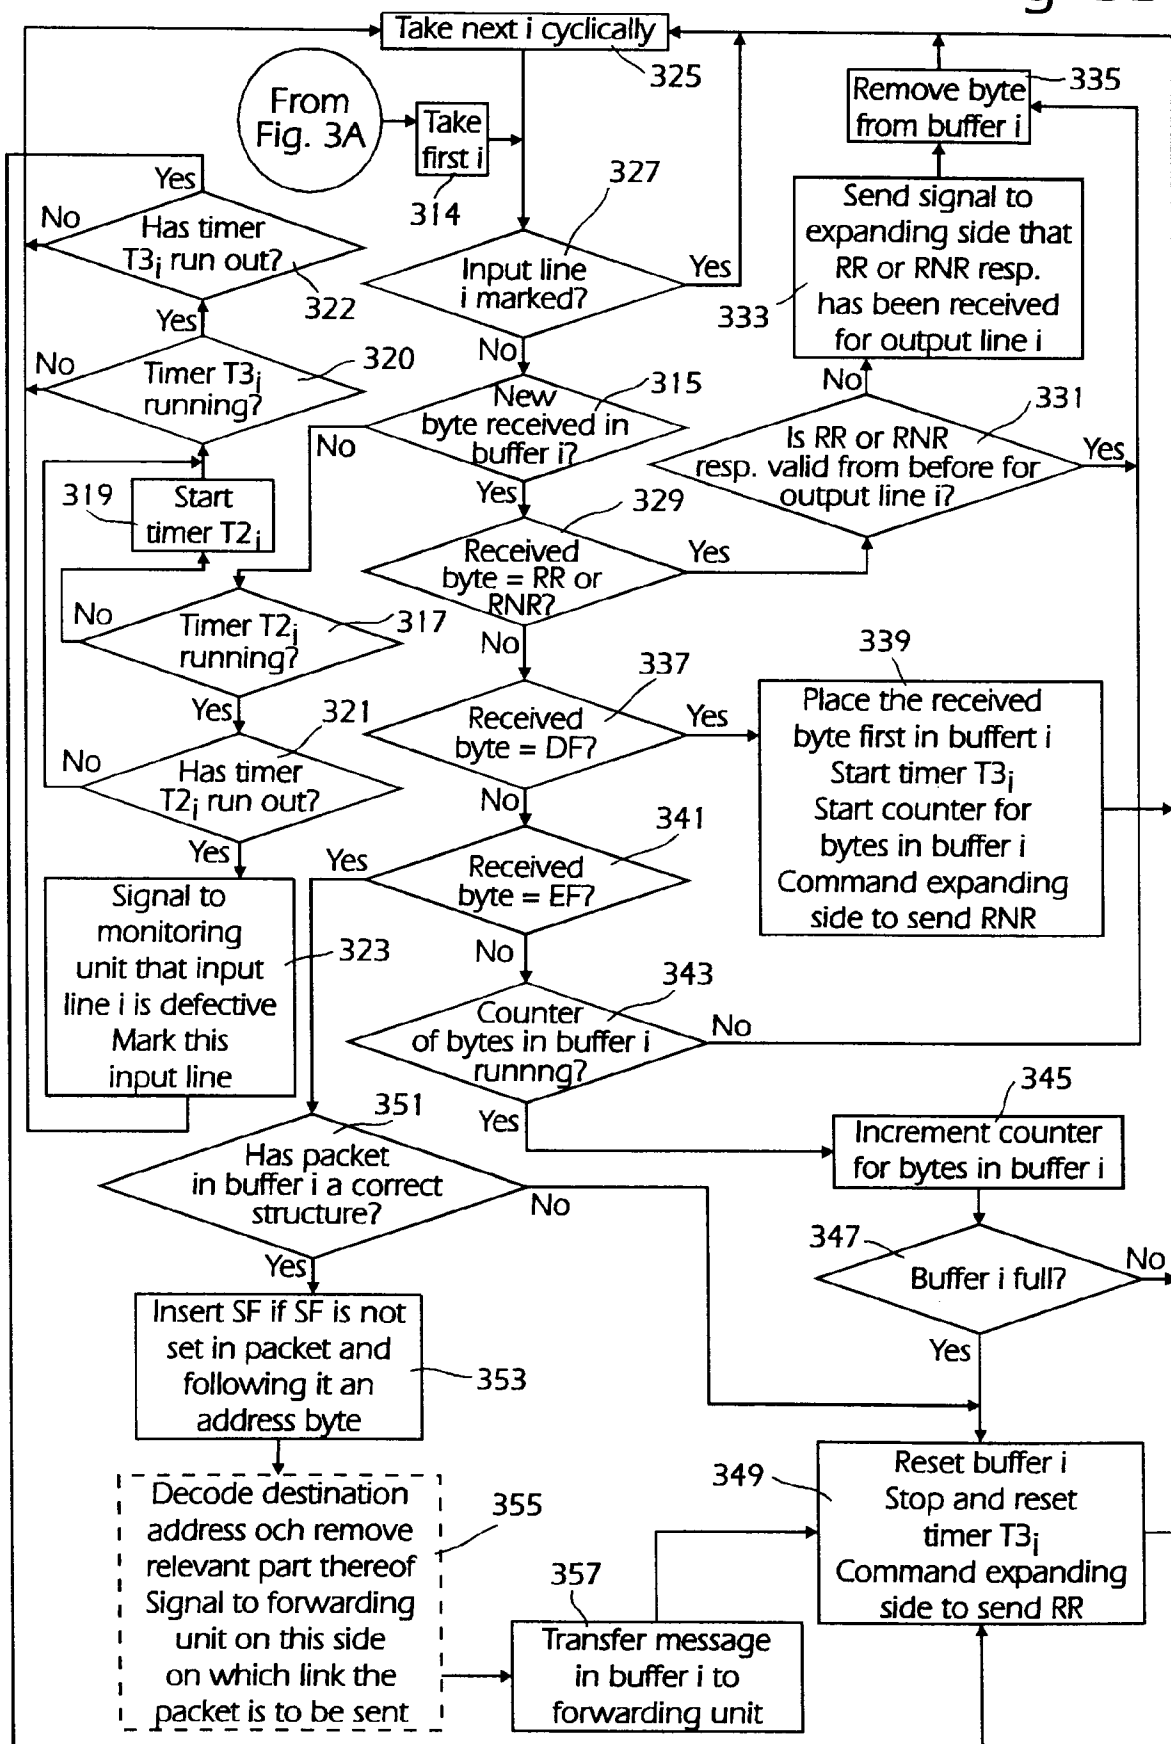 Take next i cyclically
325
335
From
Fig. 3A
Take
first i
314
Remove byte
from buffer i
327
Yes
No
Has timer
T3i run out?
322
Input line
i marked?
Yes
Send signal to
expanding side that
RR or RNR resp.
has been received
for output line i
333
Yes
No
No
Timer T3i
running?
320
New
byte received in
buffer i?
315
No
No
Is RR or RNR
resp. valid from before for
output line i?
331
Yes
319
Start
timer T2i
Yes
329
Received
byte = RR or
RNR?
Yes
No
Timer T2i
running?
317
No
337
339
Yes
321
Received
byte = DF?
Yes
Place the received
byte first in buffert i
Start timer T3i
Start counter for
bytes in buffer i
Command expanding
side to send RNR
No
Has timer
T2i run out?
No
341
Yes
Yes
Received
byte = EF?
Signal to
monitoring
unit that input
line i is defective
Mark this
input line
323
No
343
Counter
of bytes in buffer i
runnng?
No
345
351
Yes
Increment counter
for bytes in buffer i
Has packet
in buffer i a correct
structure?
No
347
Buffer i full?
No
Yes
Yes
Insert SF if SF is not
set in packet and
following it an
address byte
353
Decode destination
address och remove
relevant part thereof
Signal to forwarding
unit on this side
on which link the
packet is to be sent
355
349
Reset buffer i
Stop and reset
timer T3i
Command expanding
side to send RR
357
Transfer message
in buffer i to
forwarding unit